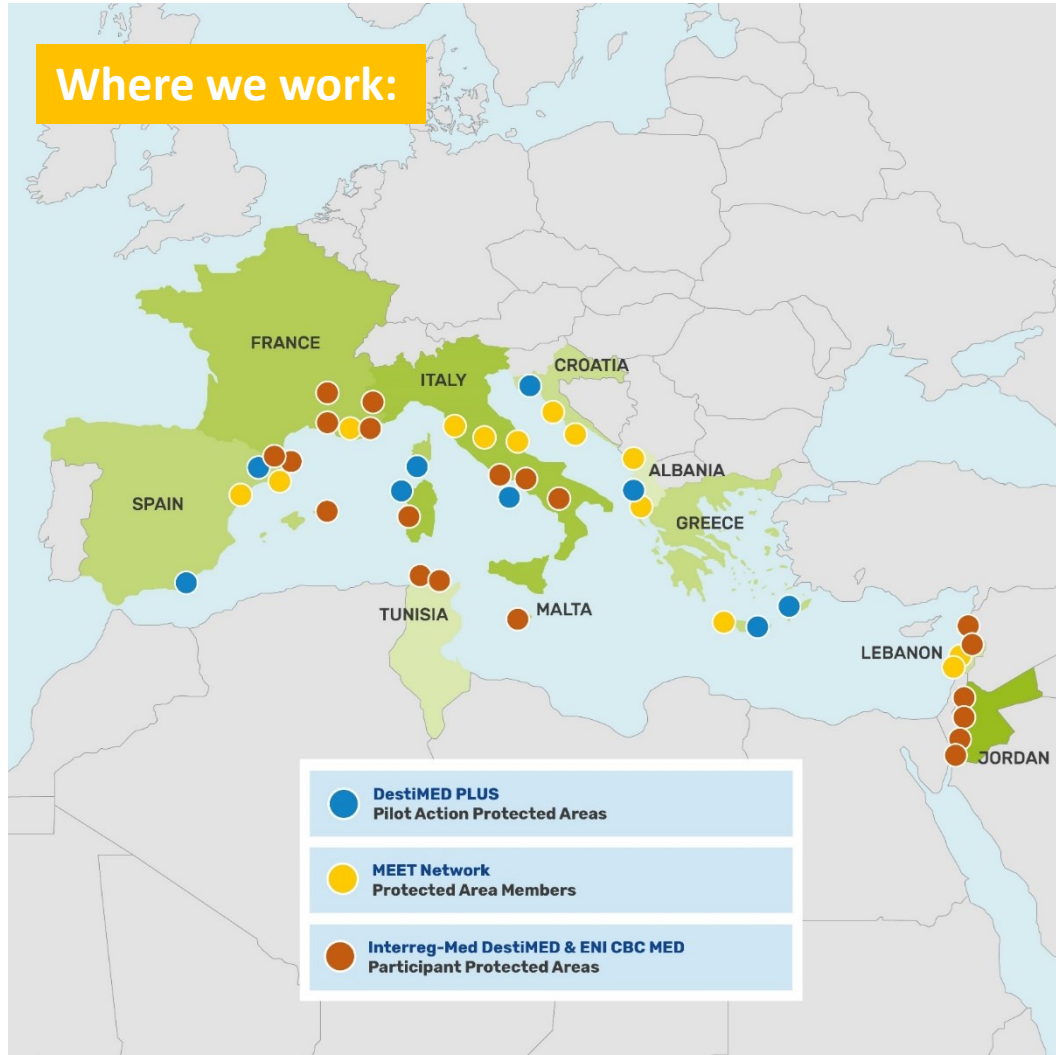 Where we work:
FRANCE
ITALY
CROATIA
SPAIN
ALBANIA
GREECE
TUNISIA
MALTA
LEBANON
JORDAN
DestiMED PLUS
Pilot Action Protected Areas
MEET Network
Protected Area Members
Interreg-Med DestiMED & ENI CBC MED
Participant Protected Areas